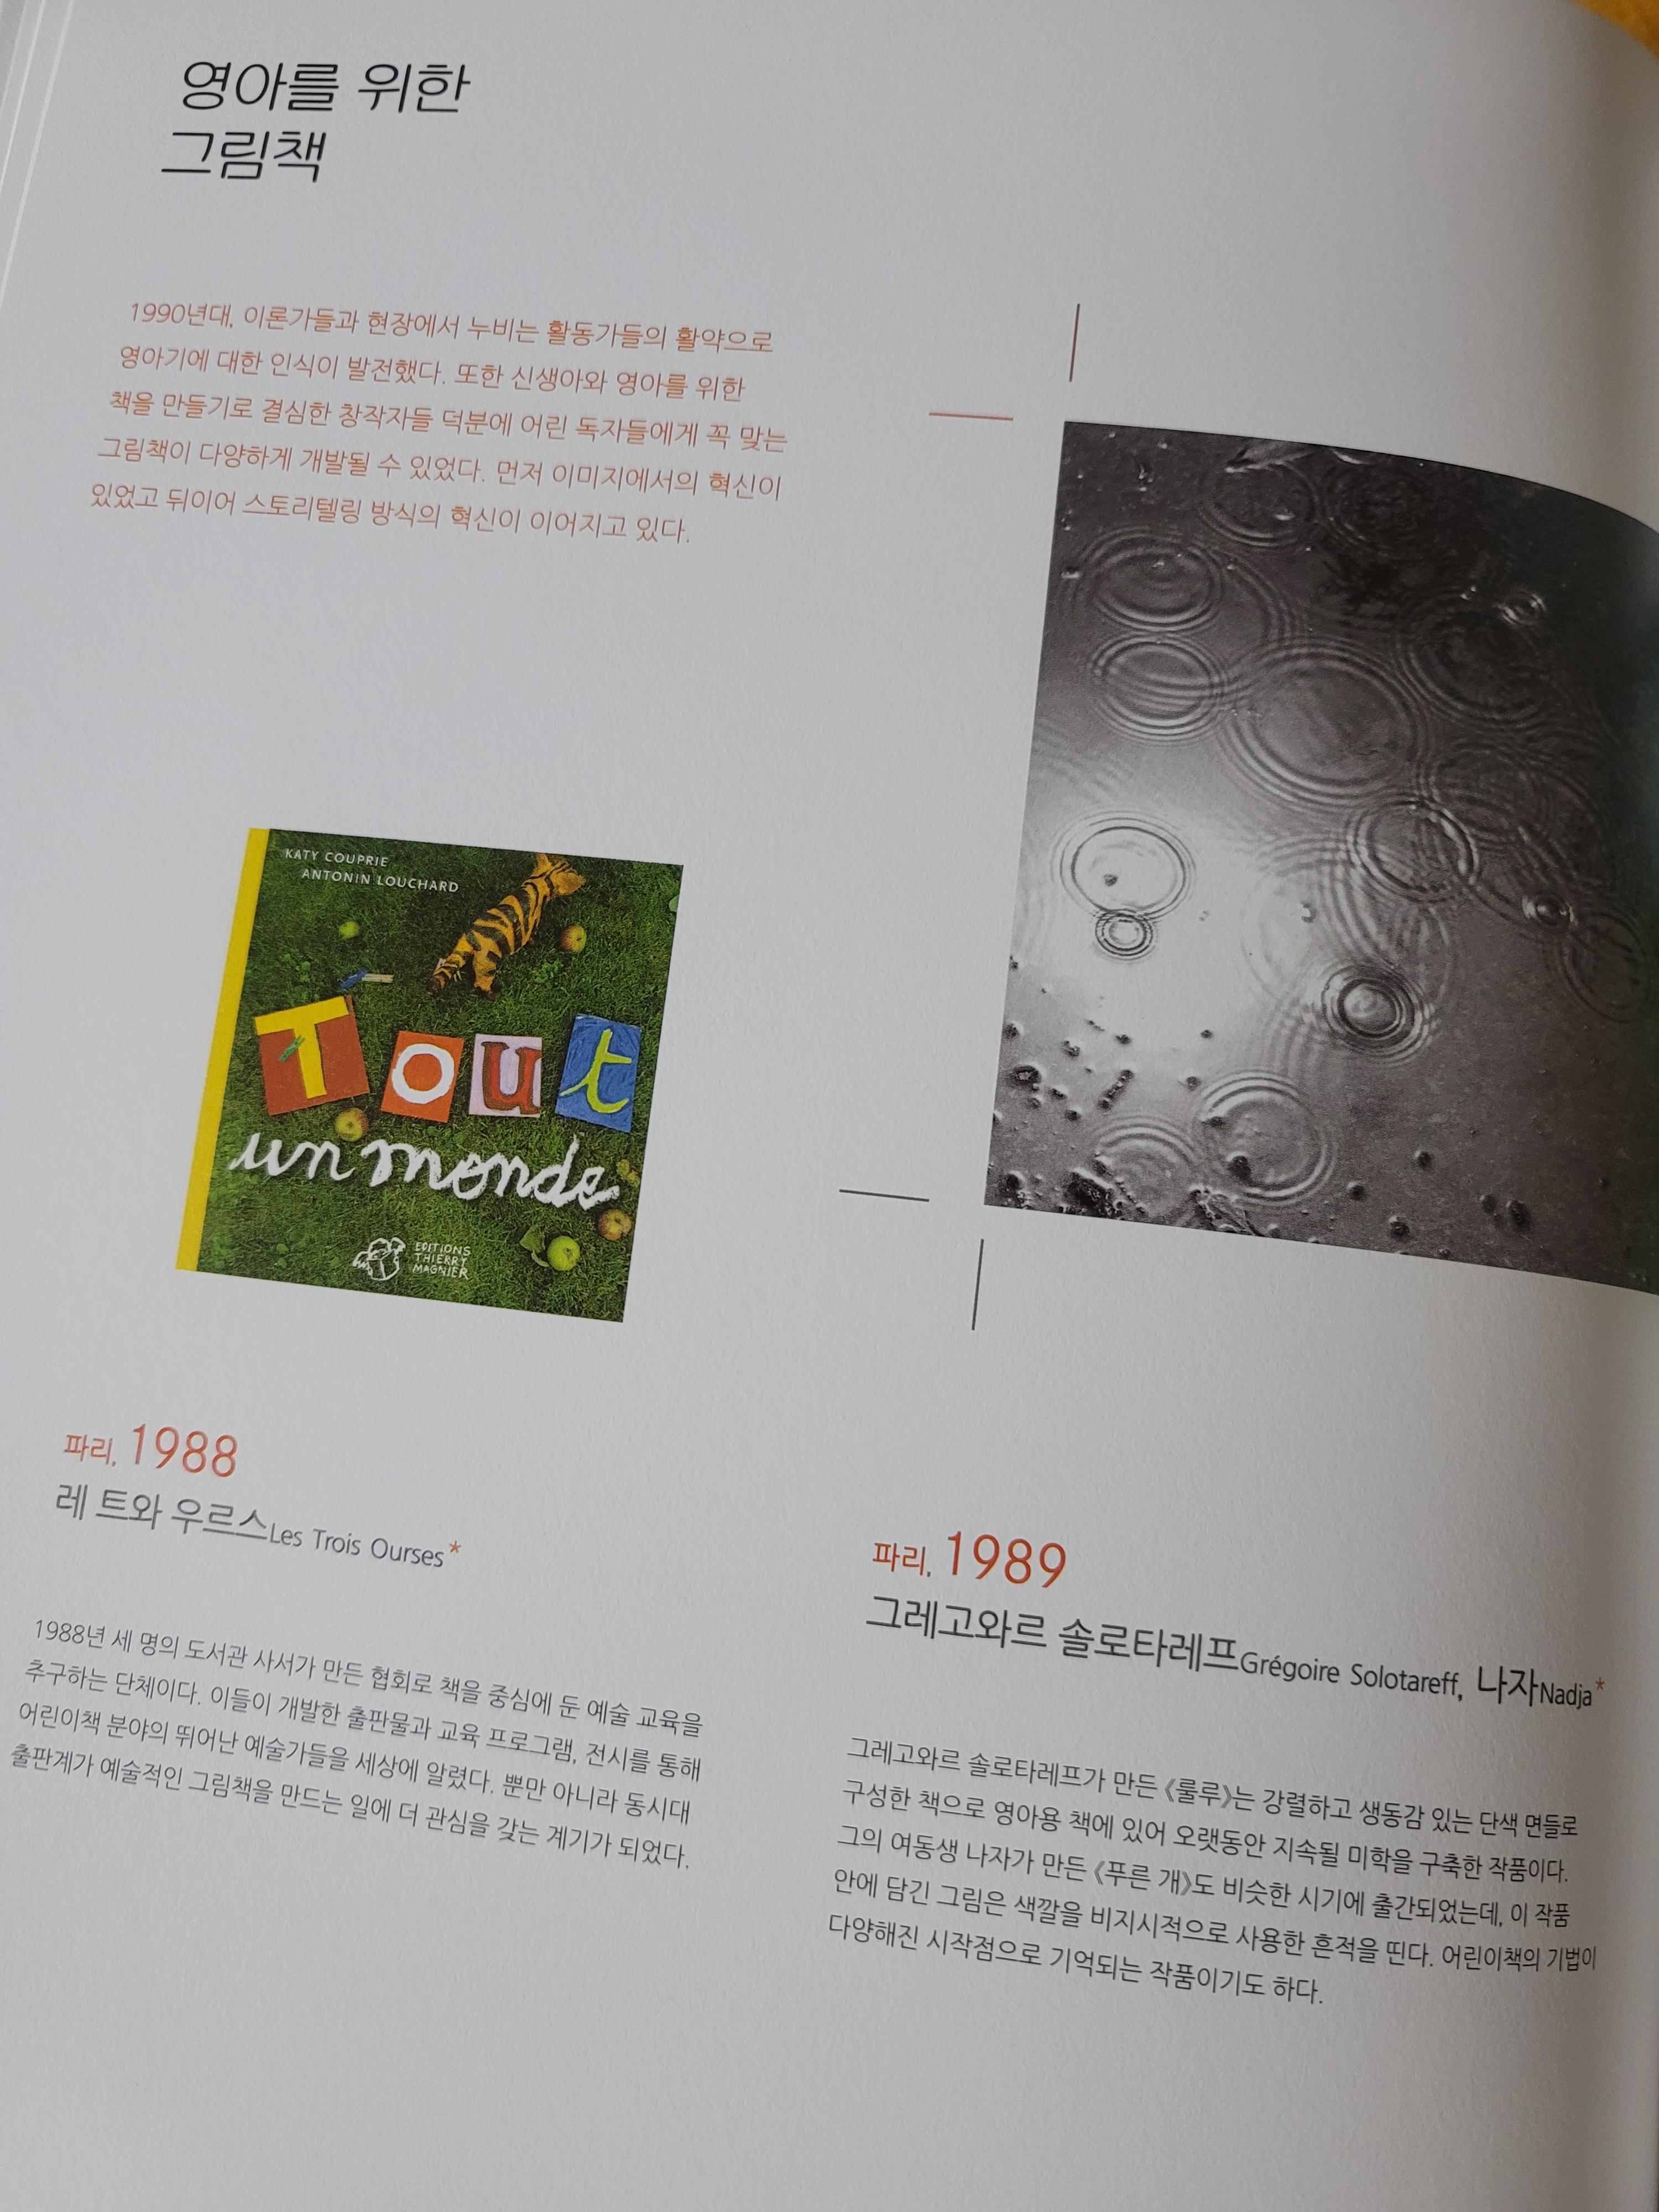 영아를 위한
그림책
1990년대, 이론가들과 현장에서 누비는 활동가들의 활약으로
영아기에 대한 인식이 발전했다. 또한 신생아와 영아를 위한
책을 만들기로 결심한 창작자들 덕분에 어린 독자들에게 꼭 맞는
그림책이 다양하게 개발될 수 있었다. 먼저 이미지에서의 혁신이
있었고 뒤이어 스토리텔링 방식의 혁신이 이어지고 있다.
KATY COUPRIE
ANTONIN LOUCHARD
Tout
un monde
EDITIONS
THIERRY
MAGNIER
파리, 1988
레 트와 우르스Les Trois Ourses*
1988년 세 명의 도서관 사서가 만든 협회로 책을 중심에 둔 예술 교육을
추구하는 단체이다. 이들이 개발한 출판물과 교육 프로그램, 전시를 통해
어린이책 분야의 뛰어난 예술가들을 세상에 알렸다. 뿐만 아니라 동시대
출판계가 예술적인 그림책을 만드는 일에 더 관심을 갖는 계기가 되었다.
파리, 1989
그레고와르 솔로타레프Grégoire Solotareff, 나자Nadja*
그레고와르 솔로타레프가 만든 《룰루》는 강렬하고 생동감 있는 단색 면들로
구성한 책으로 영아용 책에 있어 오랫동안 지속될 미학을 구축한 작품이다.
그의 여동생 나자가 만든 《푸른 개》도 비슷한 시기에 출간되었는데, 이 작품
안에 담긴 그림은 색깔을 비지시적으로 사용한 흔적을 띤다. 어린이책의 기법이
다양해진 시작점으로 기억되는 작품이기도 하다.